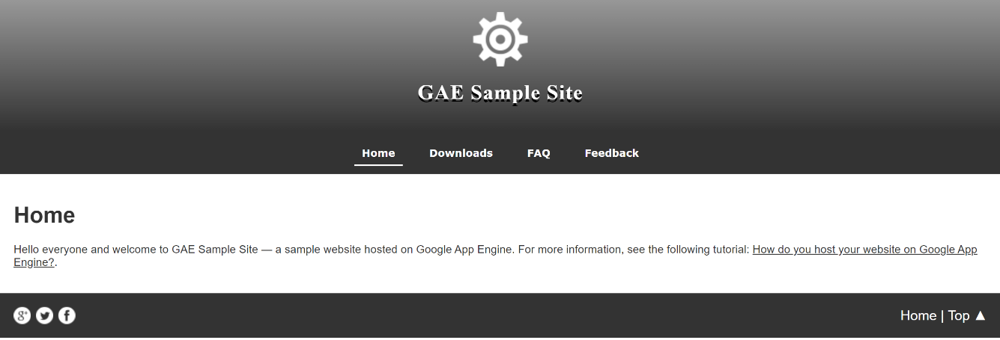 GAE Sample Site
Home Downloads FAQ Feedback
Home
Hello everyone and welcome to GAE Sample Site — a sample website hosted on Google App Engine. For more information, see the following tutorial: How do you host your website on Google App
Engine?.
g+ f Home | Top ▲